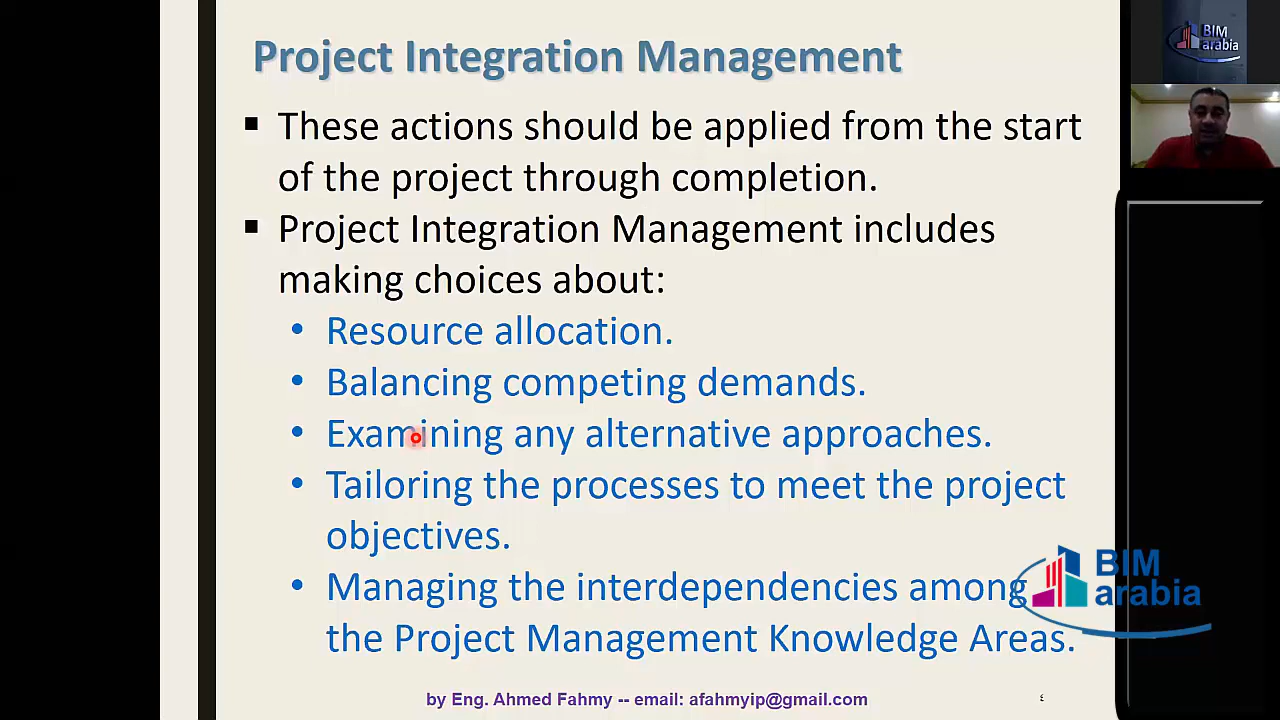 Project Integration Management
▪ These actions should be applied from the start
of the project through completion.
▪ Project Integration Management includes
making choices about:
• Resource allocation.
• Balancing competing demands.
• Examining any alternative approaches.
• Tailoring the processes to meet the project
objectives.
• Managing the interdependencies among
the Project Management Knowledge Areas.
by Eng. Ahmed Fahmy -- email: afahmyip@gmail.com
٤
BIM
arabia
BIM
arabia